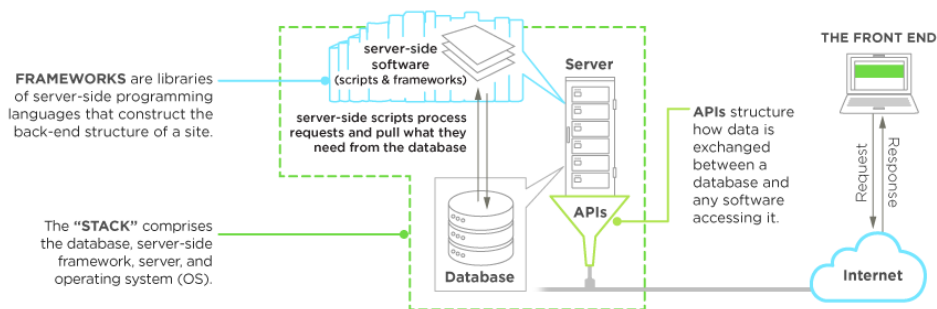 FRAMEWORKS are libraries
of server-side programming
languages that construct the
back-end structure of a site.
The “STACK” comprises
the database, server-side
framework, server, and
operating system (OS).
server-side
software
(scripts & frameworks)
server-side scripts process
requests and pull what they
need from the database
Database
Server
APIs
APIs structure
how data is
exchanged
between a
database and
any software
accessing it.
THE FRONT END
Request
Response
Internet